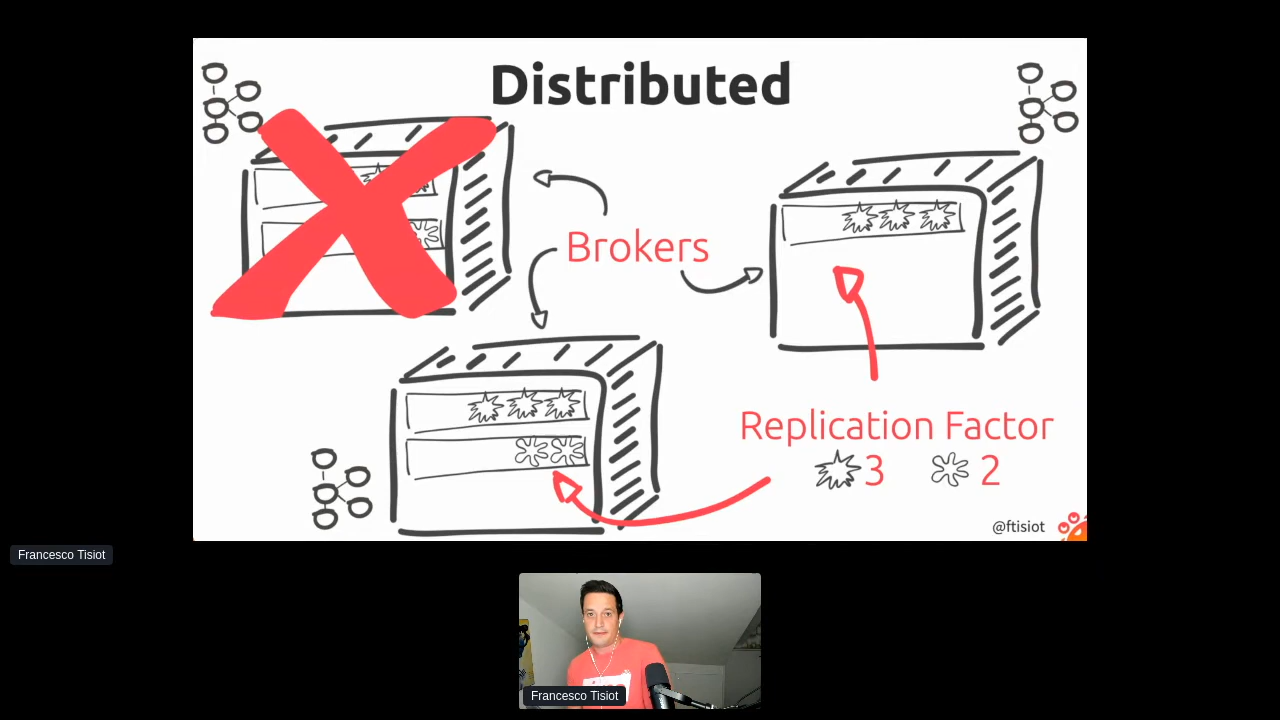 Distributed
Brokers
Replication Factor
3 2
@ftisiot
Francesco Tisiot
Francesco Tisiot